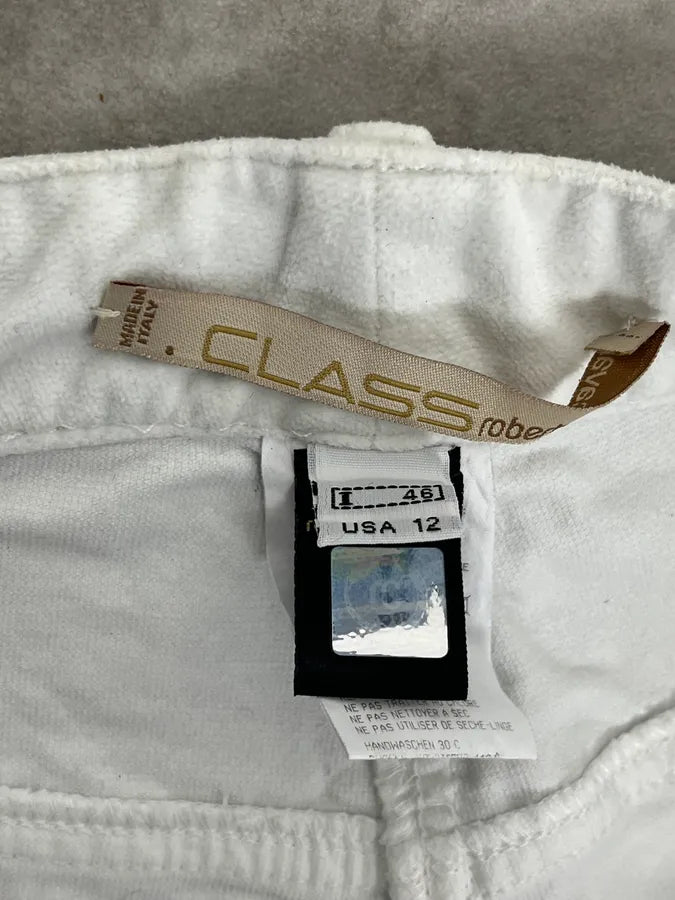 MADE IN
ITALY
CLASS
rober
I 46
USA 12
NE PAS NETTOYER A SEC
NE PAS UTILISER DE SECHE-LINGE
HANDWASCHEN 30 C